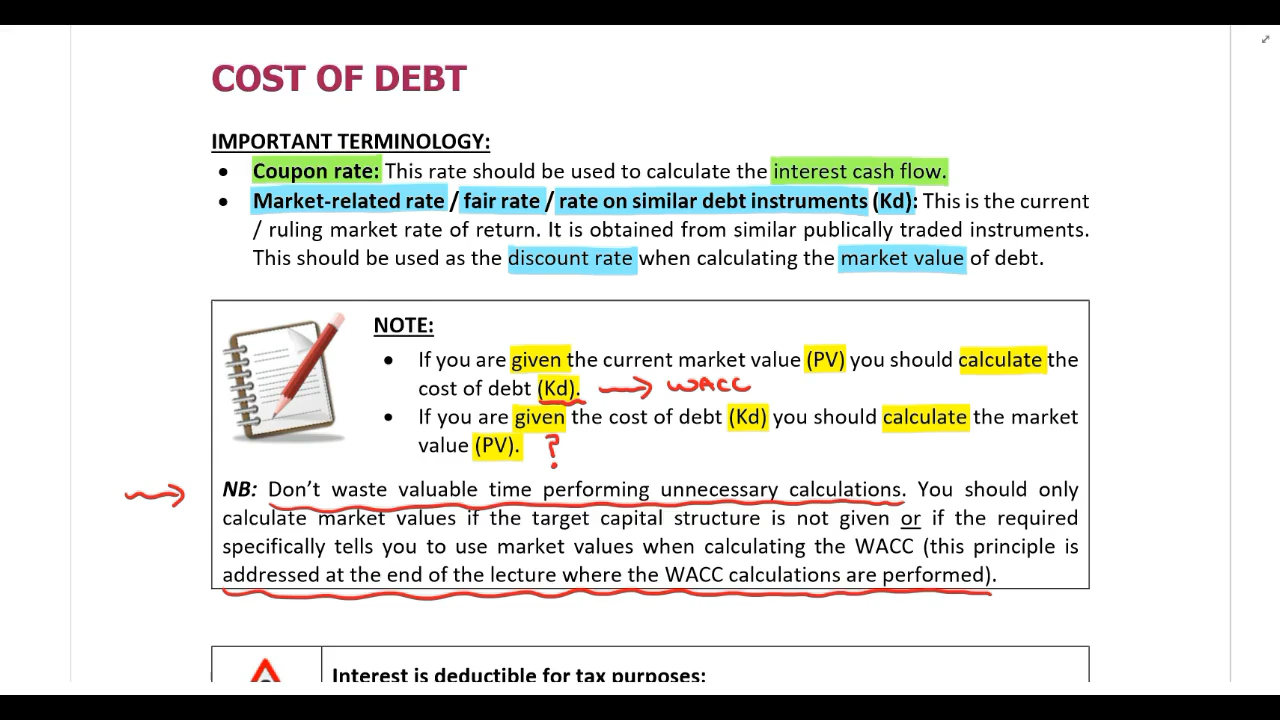 COST OF DEBT
IMPORTANT TERMINOLOGY:
• Coupon rate: This rate should be used to calculate the interest cash flow.
• Market-related rate / fair rate / rate on similar debt instruments (Kd): This is the current
/ ruling market rate of return. It is obtained from similar publically traded instruments.
This should be used as the discount rate when calculating the market value of debt.
NOTE:
• If you are given the current market value (PV) you should calculate the
cost of debt (Kd). → WACC
• If you are given the cost of debt (Kd) you should calculate the market
value (PV). ?
NB: Don't waste valuable time performing unnecessary calculations. You should only
calculate market values if the target capital structure is not given or if the required
specifically tells you to use market values when calculating the WACC (this principle is
addressed at the end of the lecture where the WACC calculations are performed).
Interest is deductible for tax purposes: